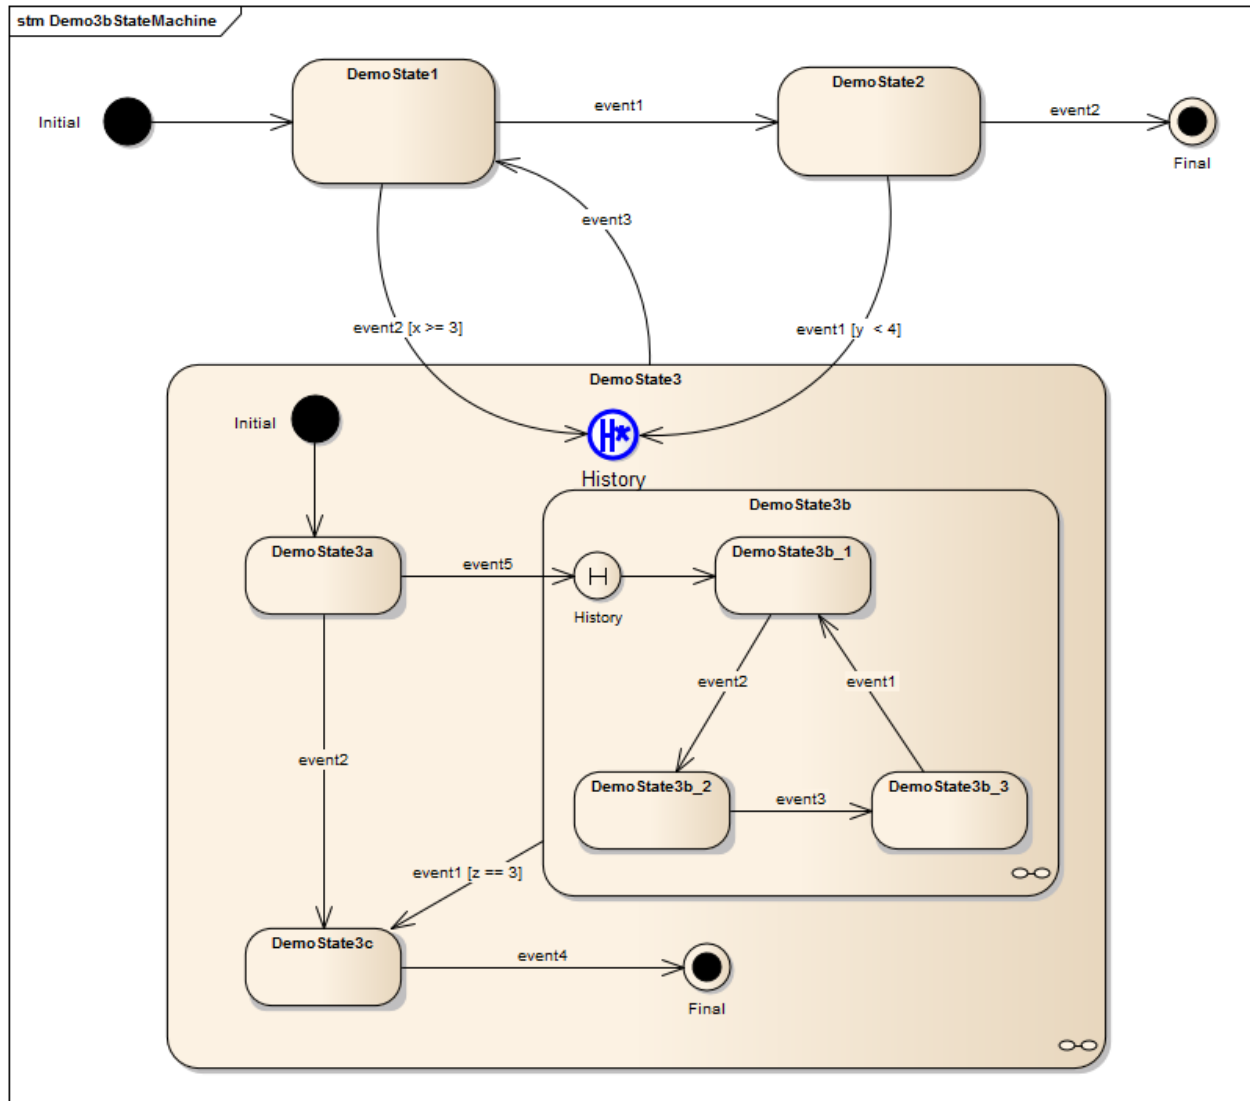 stm Demo3bStateMachine
DemoState1
DemoState2
Initial
event1
event2
Final
event3
event2 [x >= 3]
event1 [y < 4]
DemoState3
Initial
H*
History
DemoState3b
DemoState3a
event5
H
History
DemoState3b_1
event2
event1
event2
DemoState3b_2
event3
DemoState3b_3
event1 [z == 3]
DemoState3c
event4
Final